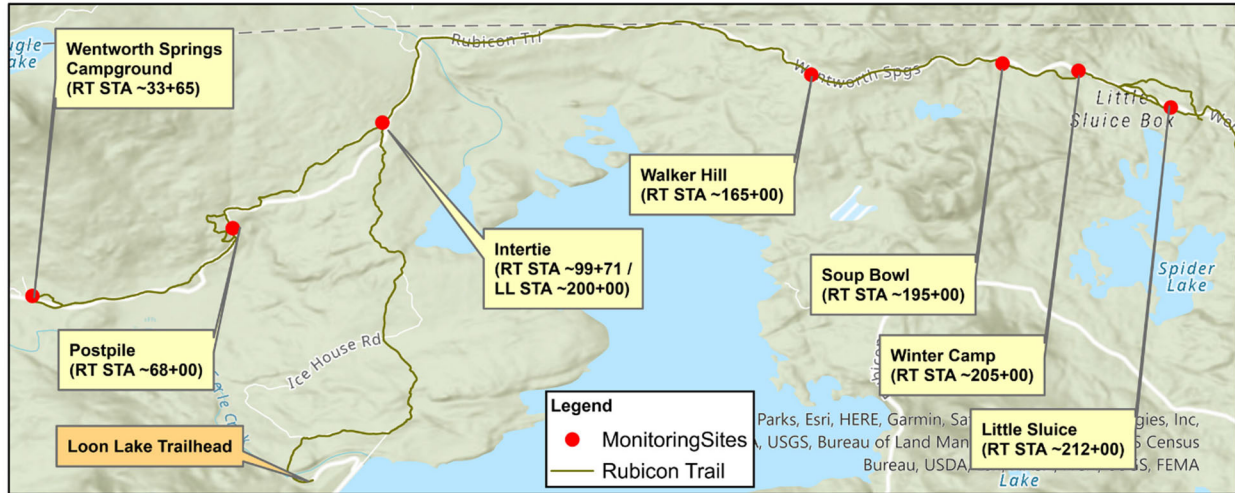 Wentworth Springs
Campground
(RT STA ~33+65)
Lake
Rubicon Trl
Wentworth Spgs
Little
Sluice Box
Walker Hill
(RT STA ~165+00)
Intertie
(RT STA ~99+71 /
LL STA ~200+00)
Soup Bowl
(RT STA ~195+00)
Spider
Lake
Postpile
(RT STA ~68+00)
Ice House Rd
Winter Camp
(RT STA ~205+00)
Loon Lake Trailhead
Legend
MonitoringSites
Rubicon Trail
Little Sluice
(RT STA ~212+00)
Parks, Esri, HERE, Garmin, Inc,
USGS, Bureau of Land Census
Bureau, USDA, FEMA
Lake